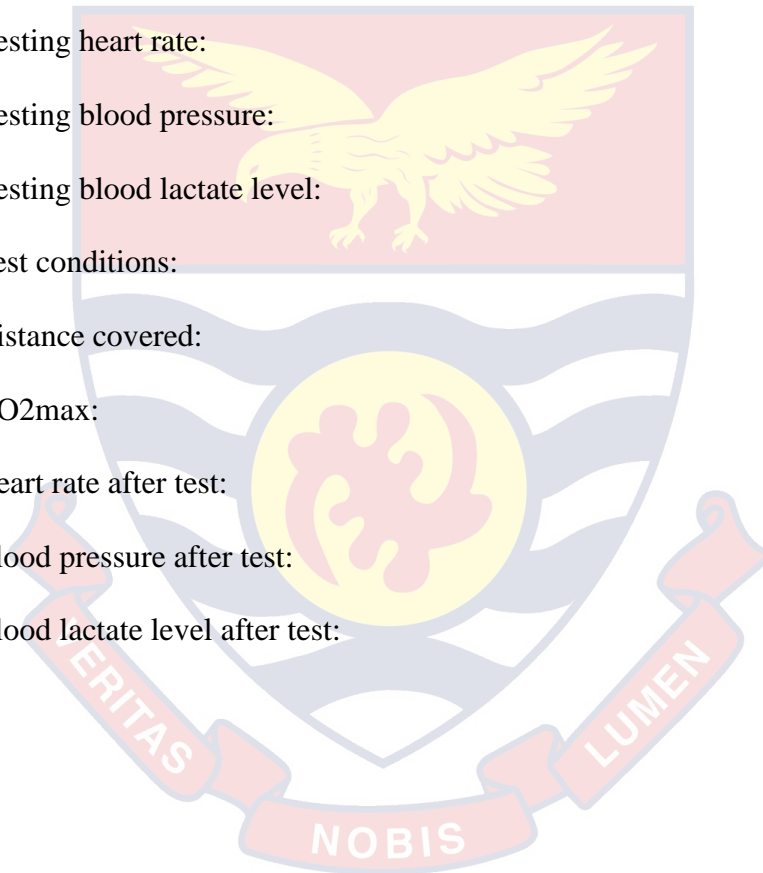 esting heart rate:
esting blood pressure:
esting blood lactate level:
est conditions:
istance covered:
O2max:
eart rate after test:
lood pressure after test:
lood lactate level after test:
VERITAS
NOBIS
LUMEN